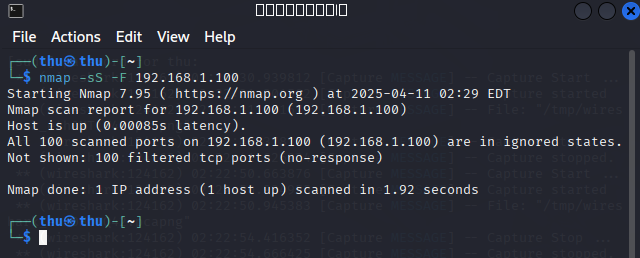 File Actions Edit View Help
┌──(thu㉿thu)-[~]
└─$ nmap -sS -F 192.168.1.100
Starting Nmap 7.95 ( https://nmap.org ) at 2025-04-11 02:29 EDT
Nmap scan report for 192.168.1.100 (192.168.1.100)
Host is up (0.00085s latency).
All 100 scanned ports on 192.168.1.100 (192.168.1.100) are in ignored states.
Not shown: 100 filtered tcp ports (no-response)
Nmap done: 1 IP address (1 host up) scanned in 1.92 seconds
┌──(thu㉿thu)-[~]
└─$